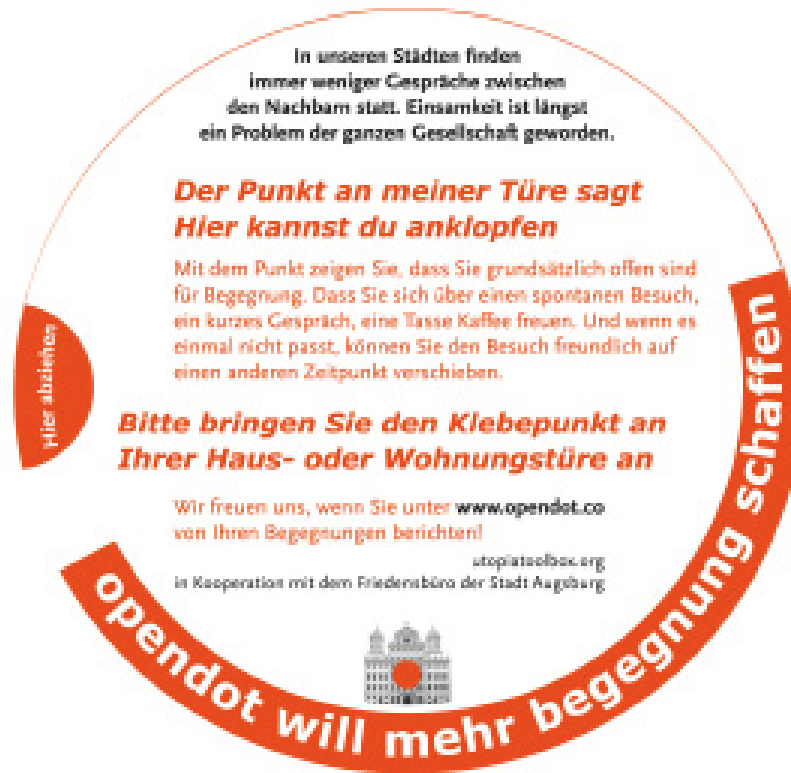 In unseren Städten finden
immer weniger Gespräche zwischen
den Nachbarn statt. Einsamkeit ist längst
ein Problem der ganzen Gesellschaft geworden.
Der Punkt an meiner Türe sagt
Hier kannst du anklopfen
Mit dem Punkt zeigen Sie, dass Sie grundsätzlich offen sind
für Begegnung. Dass Sie sich über einen spontanen Besuch,
ein kurzes Gespräch, eine Tasse Kaffee freuen. Und wenn es
einmal nicht passt, können Sie den Besuch freundlich auf
einen anderen Zeitpunkt verschieben.
Hier abziehen
Bitte bringen Sie den Klebepunkt an
Ihrer Haus- oder Wohnungstüre an
Wir freuen uns, wenn Sie unter www.opendot.co
von Ihren Begegnungen berichten!
utopiatoolbox.org
in Kooperation mit dem Friedensbüro der Stadt Augsburg
opendot will mehr begegnung schaffen